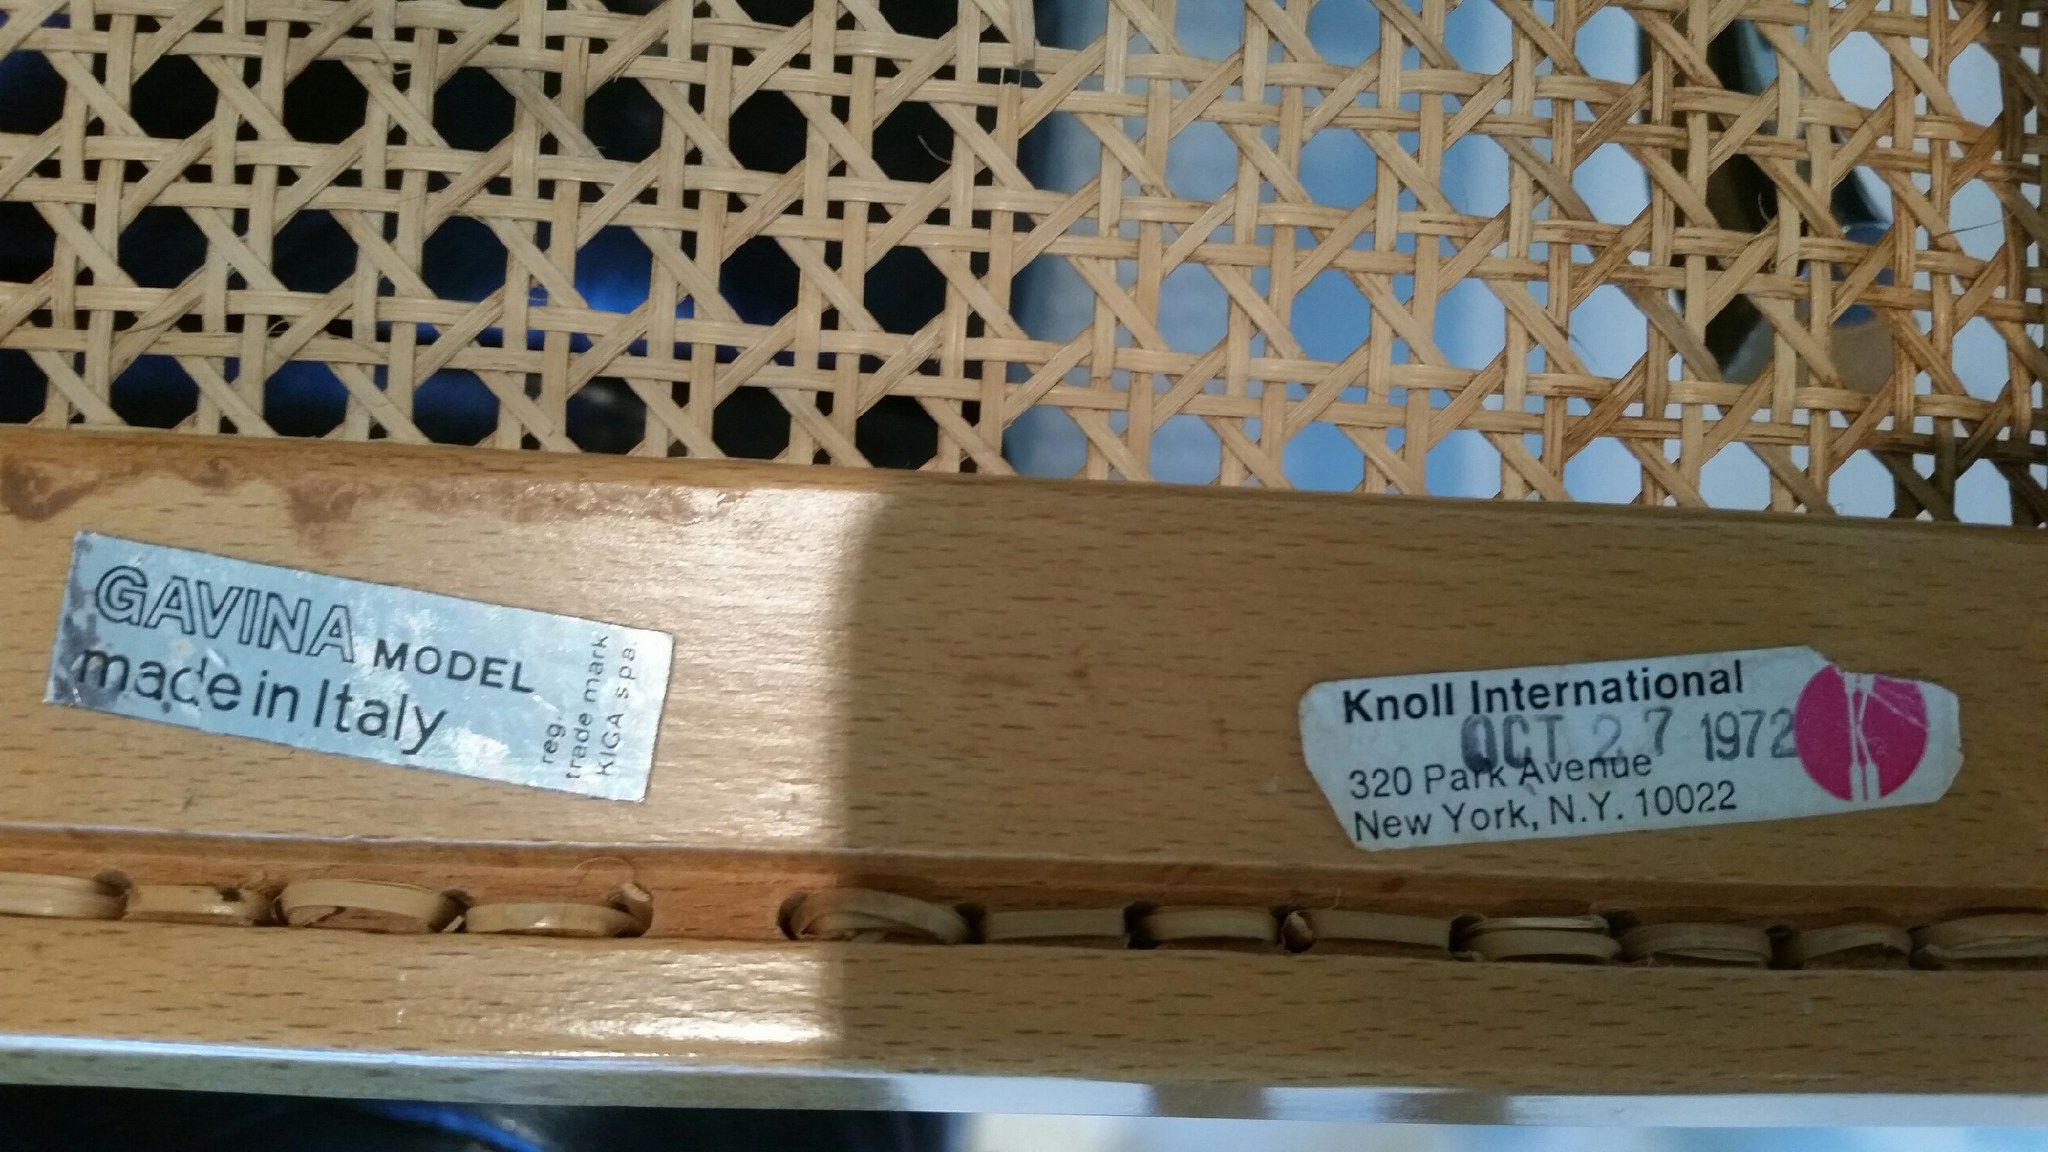 GAVINA MODEL
made in Italy
reg.
trade mark
KIGA s.p.a.
Knoll International
OCT 27 1972
320 Park Avenue
New York, N.Y. 10022